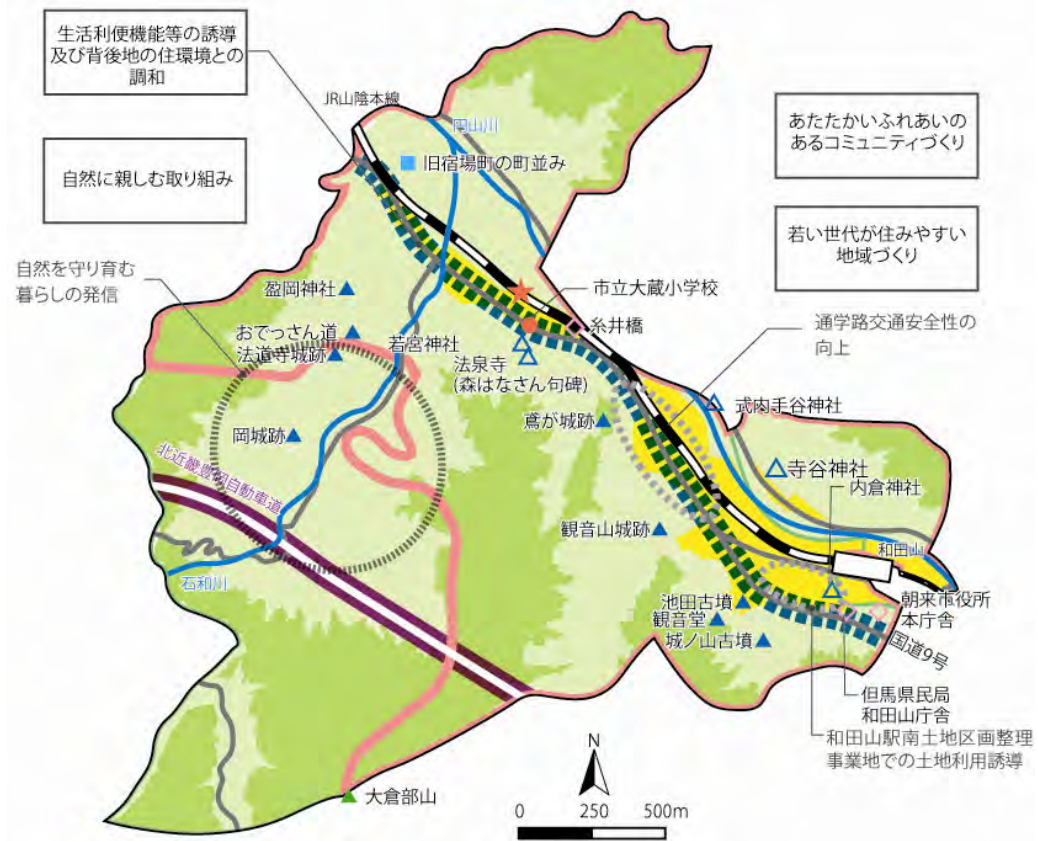 生活利便機能等の誘導
及び背後地の住環境との
調和
自然に親しむ取り組み
あたたかいふれあいの
あるコミュニティづくり
若い世代が住みやすい
地域づくり
JR山陰本線
円山川
旧宿場町の町並み
自然を守り育む
暮らしの発信
盈岡神社
おでっさん道
法道寺城跡
若宮神社
市立大蔵小学校
糸井橋
法泉寺
(森はなさん句碑)
通学路交通安全性の
向上
鳶が城跡
式内手谷神社
岡城跡
寺谷神社
内倉神社
北近畿豊岡自動車道
観音山城跡
和田山
石和川
池田古墳
観音堂
城ノ山古墳
朝来市役所
本庁舎
国道9号
但馬県民局
和田山庁舎
和田山駅南土地区画整理
事業地での土地利用誘導
大倉部山
N
0 250 500m